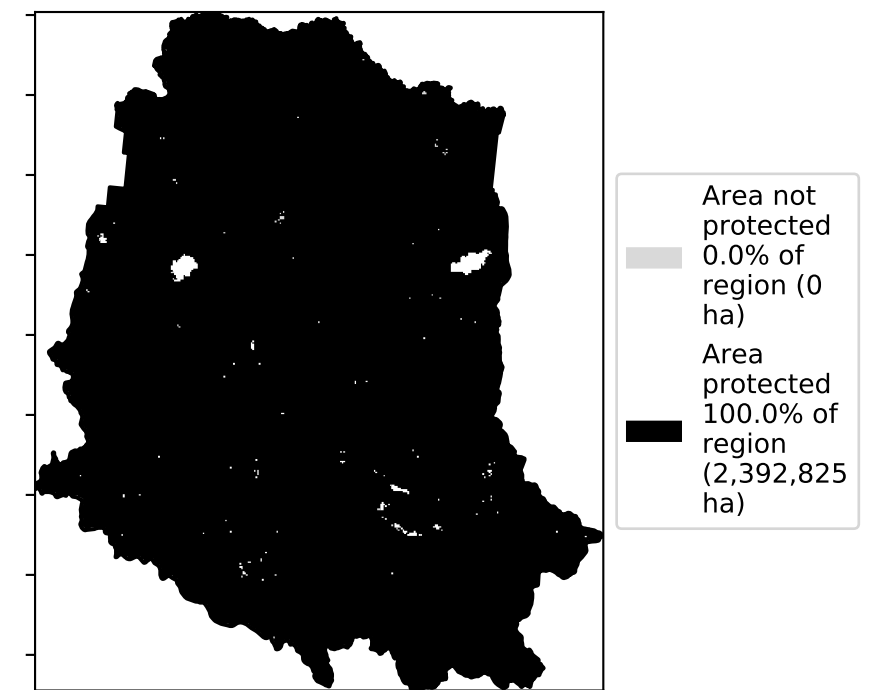 Area not
protected
0.0% of
region (0
ha)
Area
protected
100.0% of
region
(2,392,825
ha)